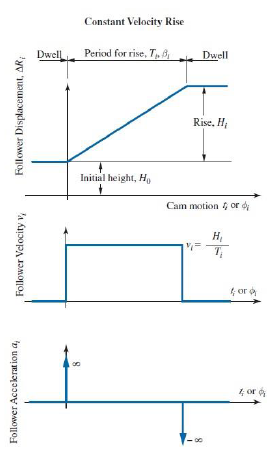 Constant Velocity Rise
Dwell Period for rise, Tᵢ, βᵢ Dwell
Follower Displacement, ΔRᵢ
Rise, Hᵢ
Initial height, H₀
Cam motion tᵢ or ϕᵢ
Follower Velocity vᵢ
vᵢ = Hᵢ / Tᵢ
tᵢ or ϕᵢ
Follower Acceleration aᵢ
∞
tᵢ or ϕᵢ
-∞